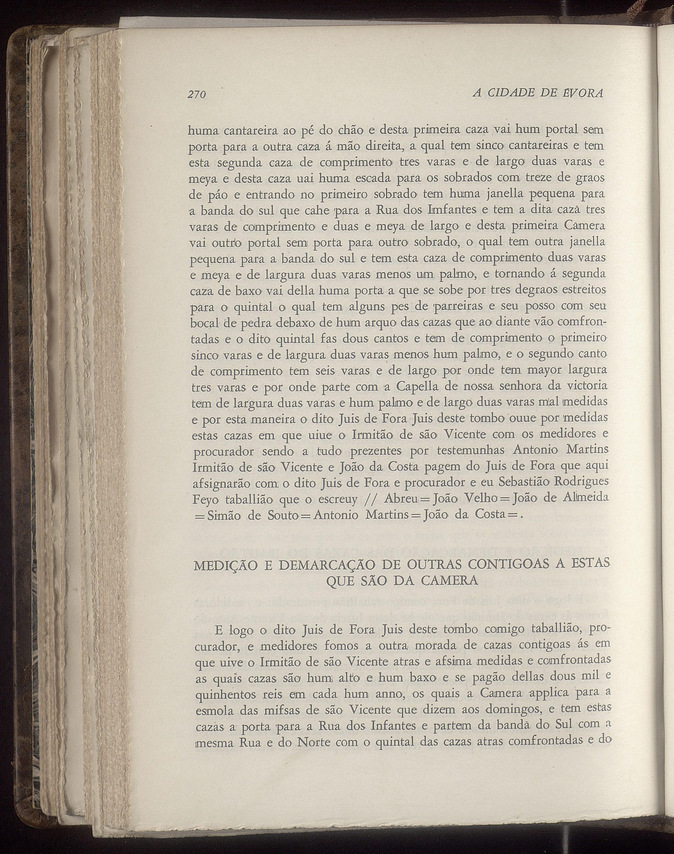 270
A CIDADE DE ÉVORA
huma cantareira ao pé do chão e desta primeira caza vai hum portal sem
porta para a outra caza á mão direita, a qual tem sinco cantareiras e tem
esta segunda caza de comprimento tres varas e de largo duas varas e
meya e desta caza uai huma escada para os sobrados com treze de graos
de páo e entrando no primeiro sobrado tem huma janella pequena para
a banda do sul que cahe para a Rua dos Imfantes e tem a dita caza tres
varas de comprimento e duas e meya de largo e desta primeira Camera
vai outro portal sem porta para outro sobrado, o qual tem outra janella
pequena para a banda do sul e tem esta caza de comprimento duas varas
e meya e de largura duas varas menos um palmo, e tornando á segunda
caza de baxo vai della huma porta a que se sobe por tres degraos estreitos
para o quintal o qual tem alguns pes de parreiras e seu posso com seu
bocal de pedra debaxo de hum arquo das cazas que ao diante vão comfron-
tadas e o dito quintal fas dous cantos e tem de comprimento o primeiro
sinco varas e de largura duas varas menos hum palmo, e o segundo canto
de comprimento tem seis varas e de largo por onde tem mayor largura
tres varas e por onde parte com a Capella de nossa senhora da victoria
tem de largura duas varas e hum palmo e de largo duas varas mal medidas
e por esta maneira o dito Juis de Fora Juis deste tombo ouue por medidas
estas cazas em que uiue o Irmitão de são Vicente com os medidores e
procurador sendo a tudo prezentes por testemunhas Antonio Martins
Irmitão de são Vicente e João da Costa pagem do Juis de Fora que aqui
afsignarão com o dito Juis de Fora e procurador e eu Sebastião Rodrigues
Feyo taballião que o escreuy // Abreu=João Velho=João de Almeida
=Simão de Souto=Antonio Martins=João da Costa=.
MEDIÇÃO E DEMARCAÇÃO DE OUTRAS CONTIGOAS A ESTAS
QUE SÃO DA CAMERA
E logo o dito Juis de Fora Juis deste tombo comigo taballião, pro-
curador, e medidores fomos a outra morada de cazas contigoas ás em
que uive o Irmitão de são Vicente atras e afsima medidas e comfrontadas
as quais cazas são hum alto e hum baxo e se pagão dellas dous mil e
quinhentos reis em cada hum anno, os quais a Camera applica para a
esmola das mifsas de são Vicente que dizem aos domingos, e tem estas
cazas a porta para a Rua dos Infantes e partem da banda do Sul com a
mesma Rua e do Norte com o quintal das cazas atras comfrontadas e do